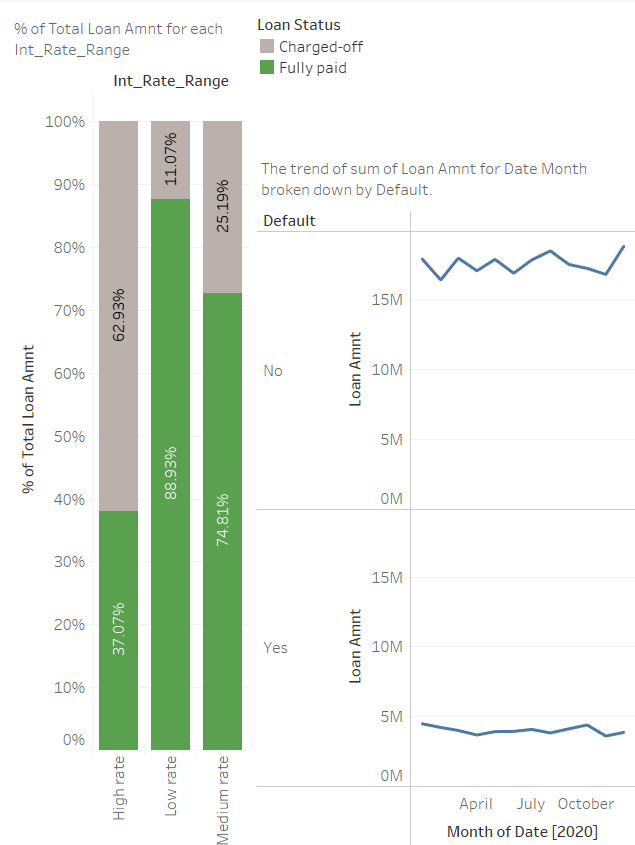 % of Total Loan Amnt for each
Int_Rate_Range
Int_Rate_Range
100%
90%
80%
70%
60%
50%
40%
30%
20%
10%
0%
% of Total Loan Amnt
62.93%
37.07%
11.07%
88.93%
25.19%
74.81%
High rate
Low rate
Medium rate
Loan Status
Charged-off
Fully paid
The trend of sum of Loan Amnt for Date Month
broken down by Default.
Default
No
Loan Amnt
15M
10M
5M
0M
Yes
Loan Amnt
15M
10M
5M
0M
April July October
Month of Date [2020]